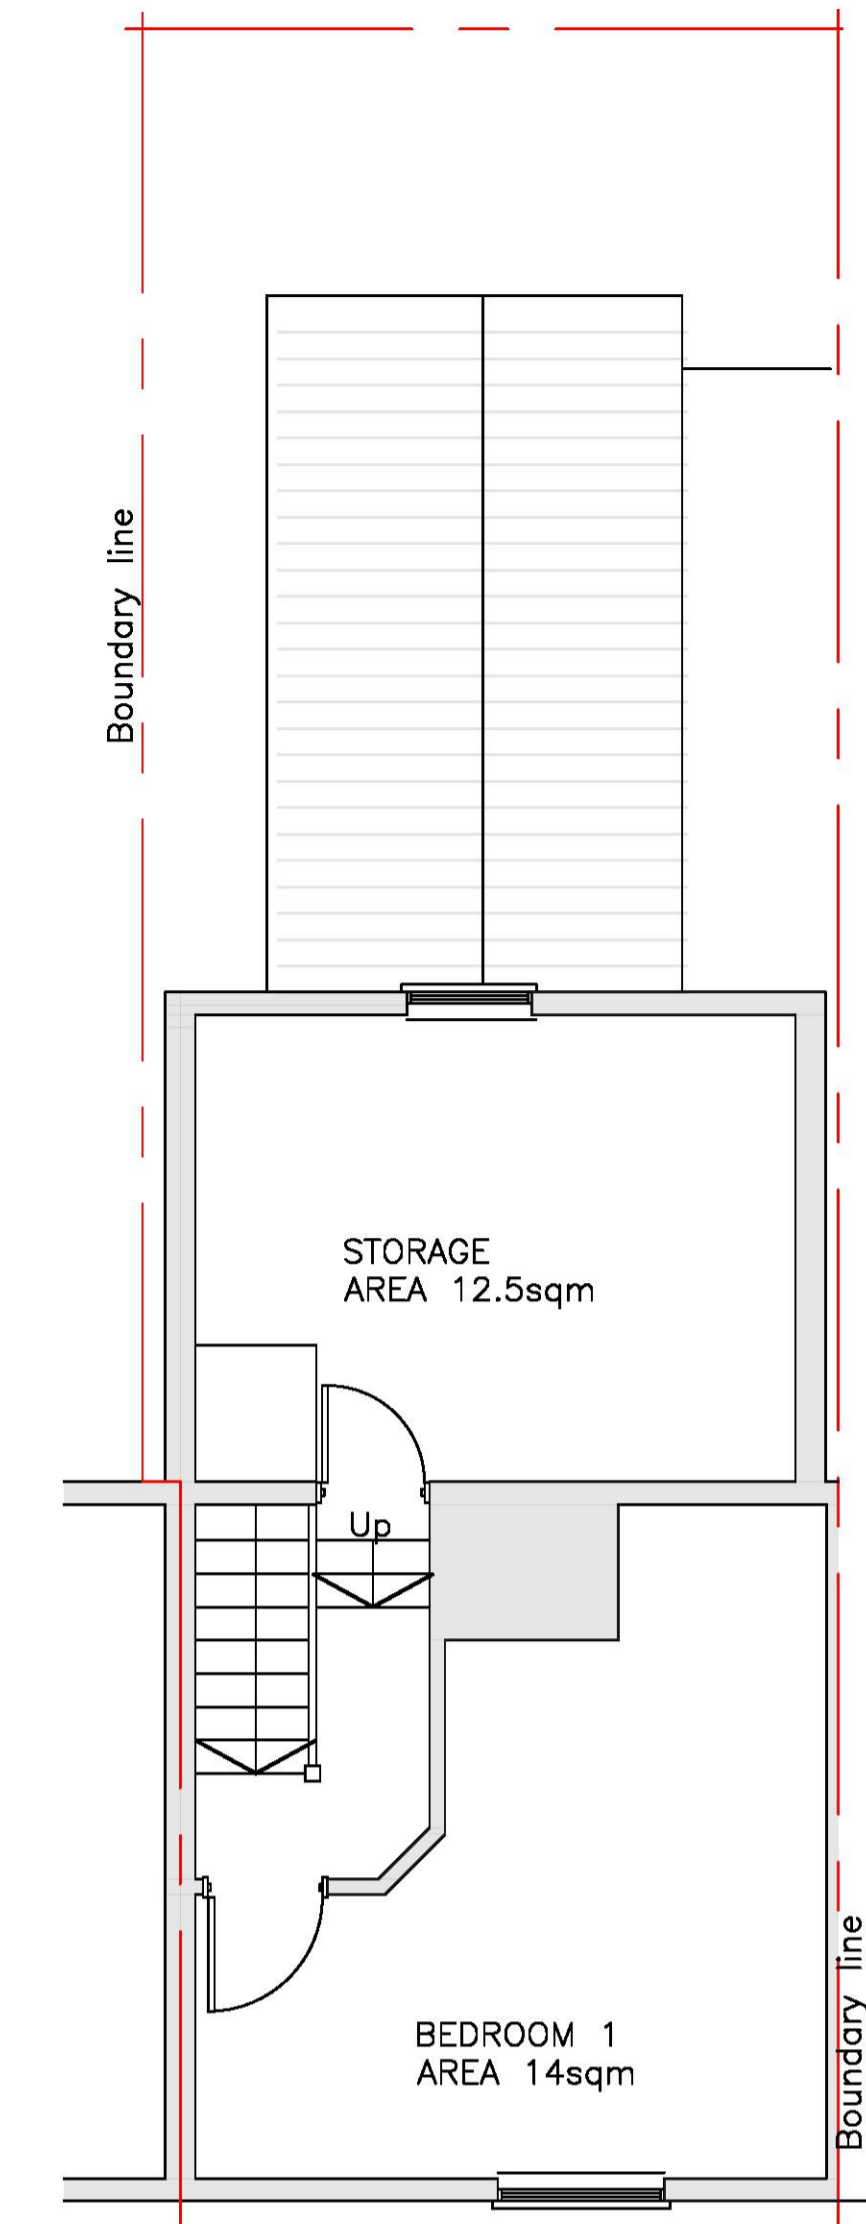 Boundary line
STORAGE
AREA 12.5sqm
Up
BEDROOM 1
AREA 14sqm
Boundary line